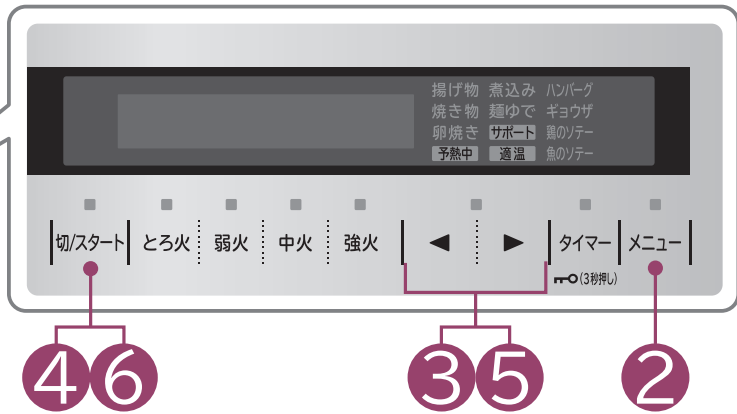 揚げ物 煮込み ハンバーグ
焼き物 麺ゆで ギョウザ
卵焼き サポート 鶏のソテー
予熱中 適温 魚のソテー
切/スタート とろ火 弱火 中火 強火 ◀ ▶ タイマー メニュー
(3秒押し)
4 6 3 5 2